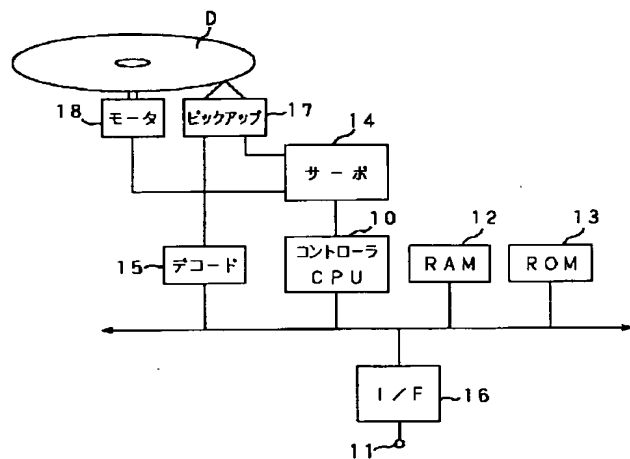 D
18
モータ
ピックアップ
17
14
サーボ
10
12
13
15
デコード
コントローラ
CPU
RAM
ROM
I/F
16
11